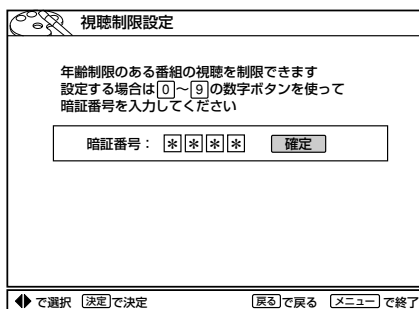 視聴制限設定
年齢制限のある番組の視聴を制限できます
設定する場合は0～9の数字ボタンを使って
暗証番号を入力してください
暗証番号： ＊＊＊＊ 確定
◀▶で選択 決定で決定 戻るで戻る メニューで終了